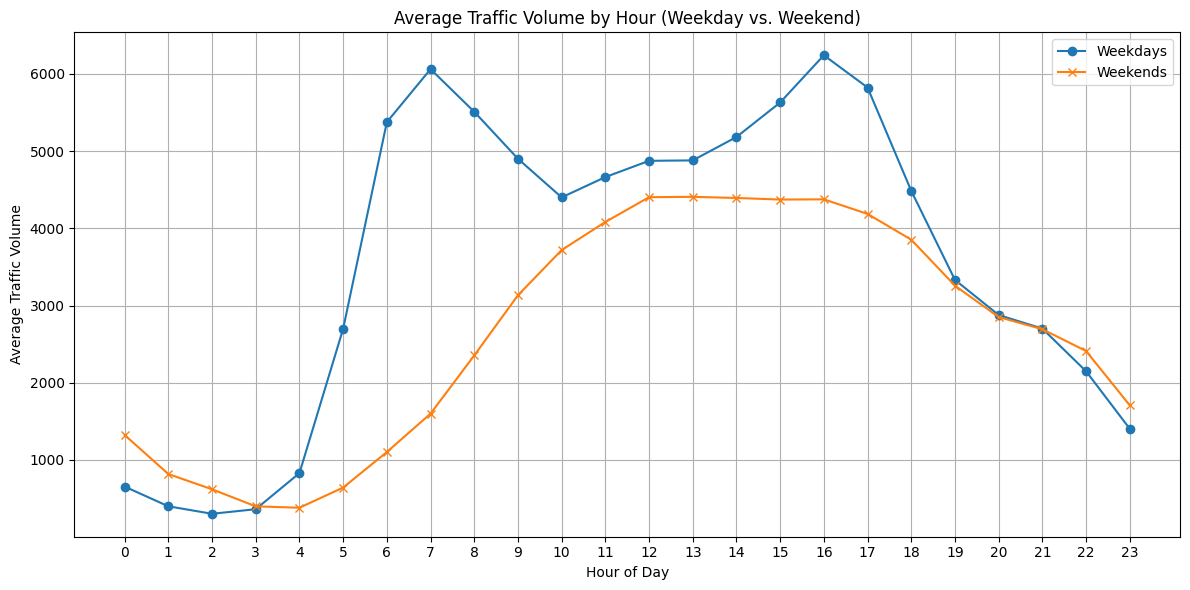 Average Traffic Volume by Hour (Weekday vs. Weekend)
Weekdays
Weekends
Average Traffic Volume
6000
5000
4000
3000
2000
1000
0 1 2 3 4 5 6 7 8 9 10 11 12 13 14 15 16 17 18 19 20 21 22 23
Hour of Day